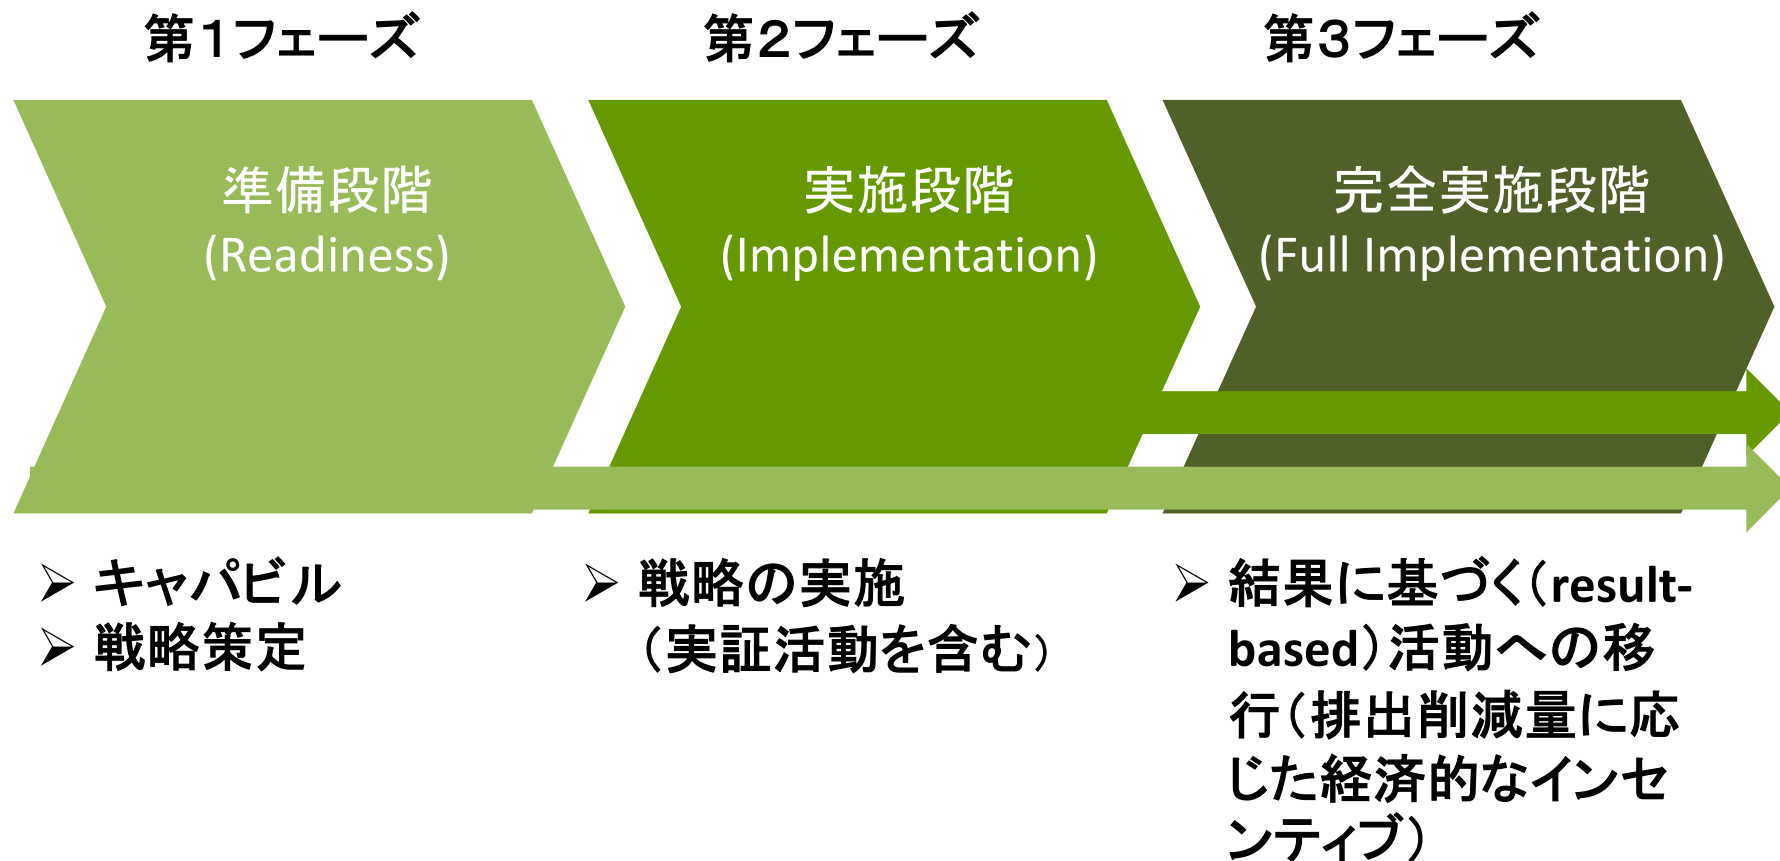 第１フェーズ
第２フェーズ
第３フェーズ
準備段階
(Readiness)
実施段階
(Implementation)
完全実施段階
(Full Implementation)
➢ キャパビル
➢ 戦略策定
➢ 戦略の実施
（実証活動を含む）
➢ 結果に基づく（result-
based）活動への移
行（排出削減量に応
じた経済的なインセ
ンティブ）